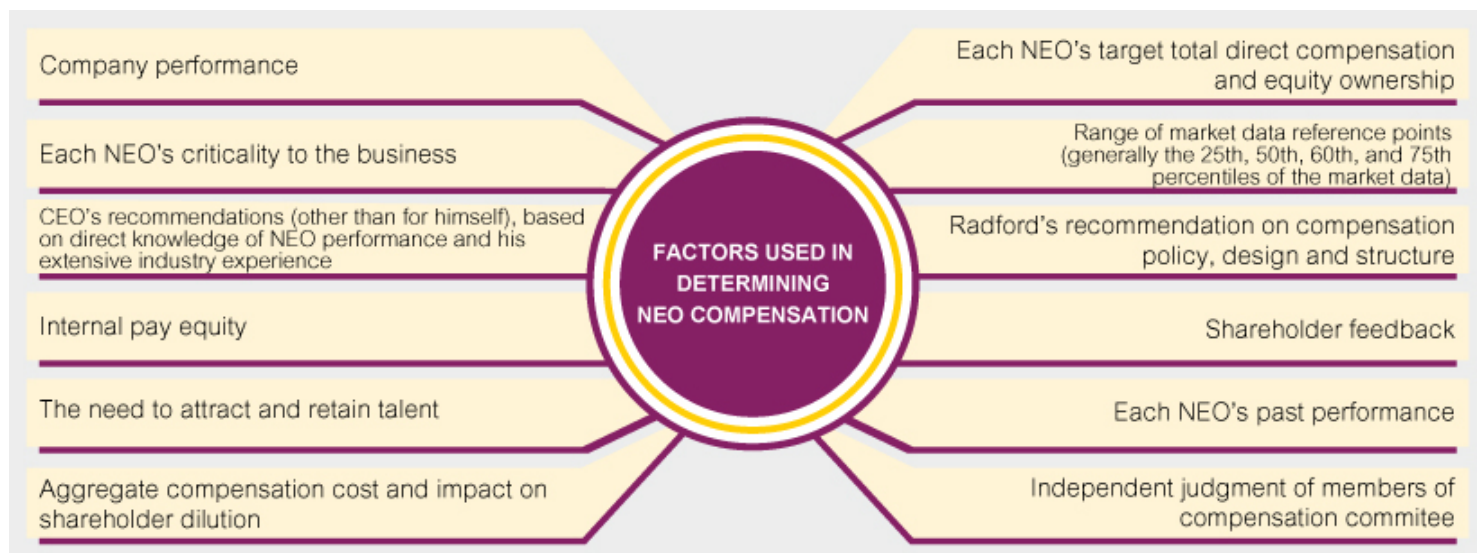 Company performance
Each NEO's criticality to the business
CEO's recommendations (other than for himself), based
on direct knowledge of NEO performance and his
extensive industry experience
Internal pay equity
The need to attract and retain talent
Aggregate compensation cost and impact on
shareholder dilution
FACTORS USED IN
DETERMINING
NEO COMPENSATION
Each NEO's target total direct compensation
and equity ownership
Range of market data reference points
(generally the 25th, 50th, 60th, and 75th
percentiles of the market data)
Radford's recommendation on compensation
policy, design and structure
Shareholder feedback
Each NEO's past performance
Independent judgment of members of
compensation commitee